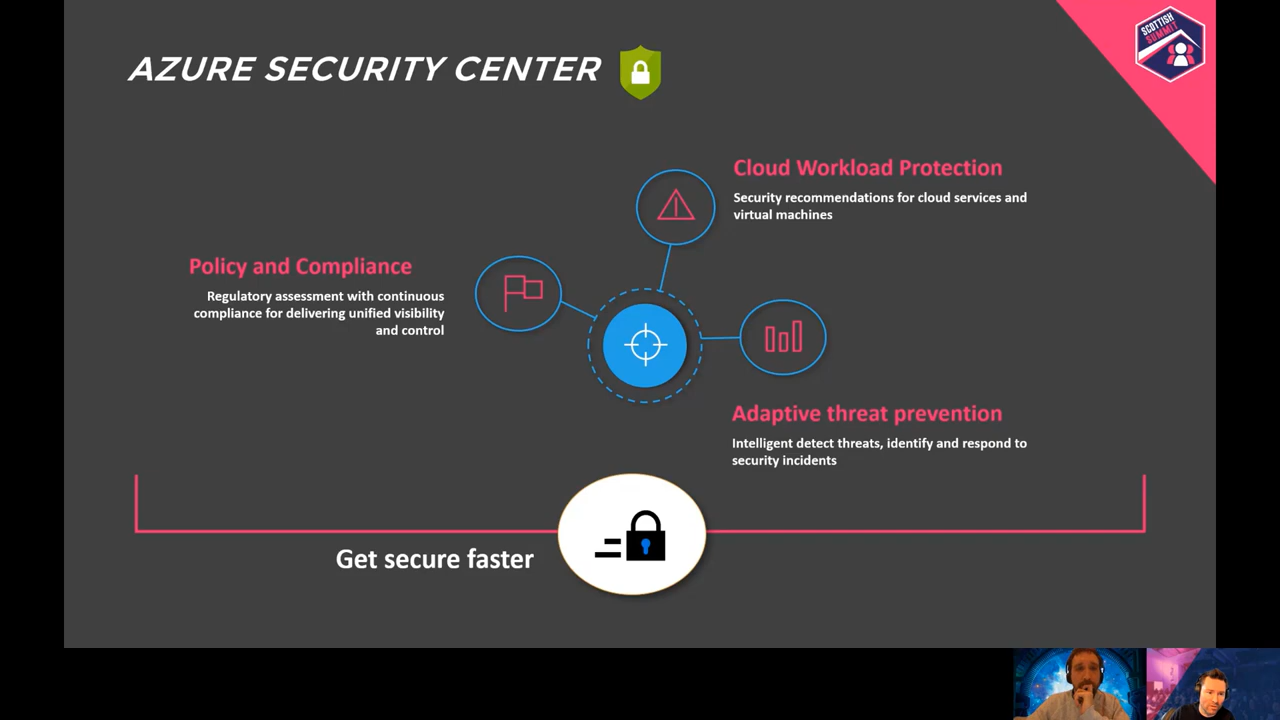 AZURE SECURITY CENTER
SCOTTISH
SUMMIT
Cloud Workload Protection
Security recommendations for cloud services and
virtual machines
Policy and Compliance
Regulatory assessment with continuous
compliance for delivering unified visibility
and control
Adaptive threat prevention
Intelligent detect threats, identify and respond to
security incidents
Get secure faster